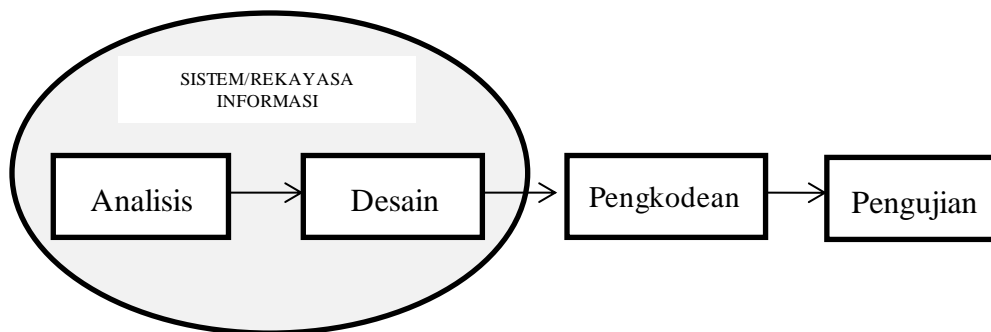 SISTEM/REKAYASA
INFORMASI
Analisis
Desain
Pengkodean
Pengujian